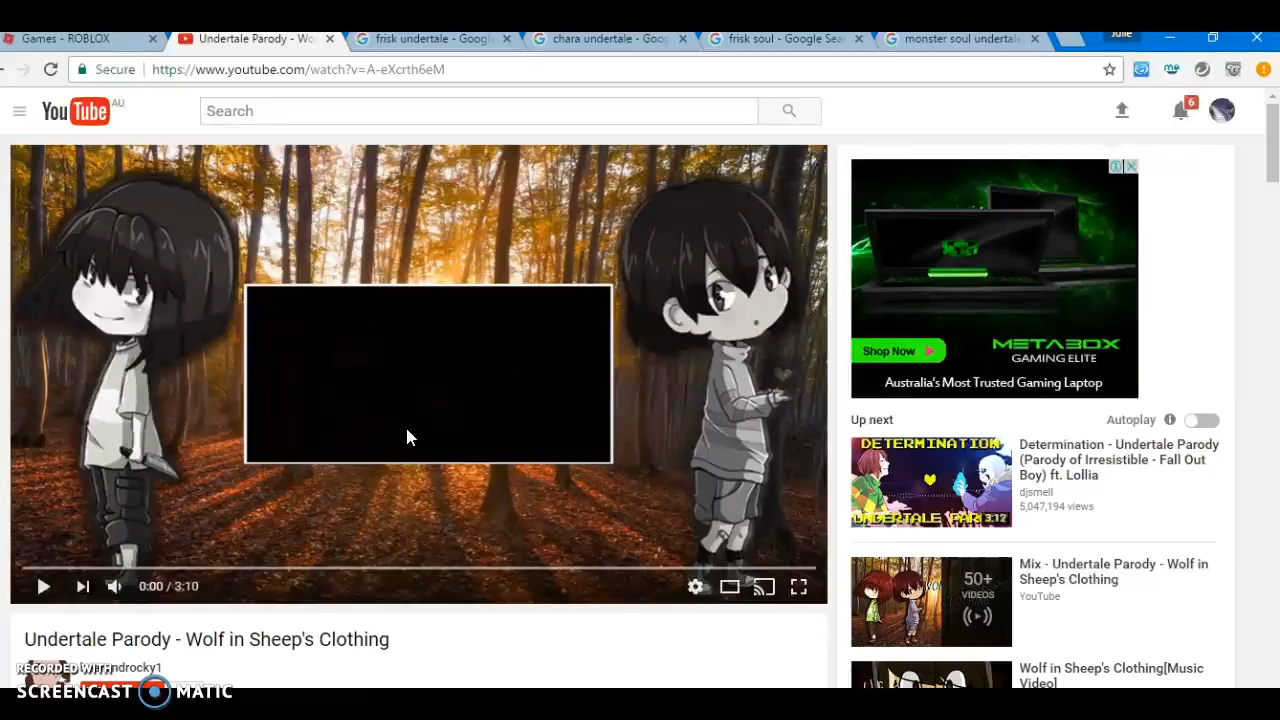 Games - ROBLOX
Undertale Parody - Wo
frisk undertale - Google
chara undertale - Goo
frisk soul - Google Sea
monster soul undertale
Julie
Secure
https://www.youtube.com/watch?v=A-eXcrth6eM
me
YouTube AU
Search
6
Shop Now
METABOX
GAMING ELITE
Australia's Most Trusted Gaming Laptop
Up next
Autoplay
DETERMINATION
UNDERTALE PAR
3:12
Determination - Undertale Parody
(Parody of Irresistible - Fall Out
Boy) ft. Lollia
djsmell
5,047,194 views
50+
VIDEOS
Mix - Undertale Parody - Wolf in
Sheep's Clothing
YouTube
0:00 / 3:10
Undertale Parody - Wolf in Sheep's Clothing
ndrocky1
Wolf in Sheep's Clothing[Music
Video]
RECORDED WITH
SCREENCAST MATIC